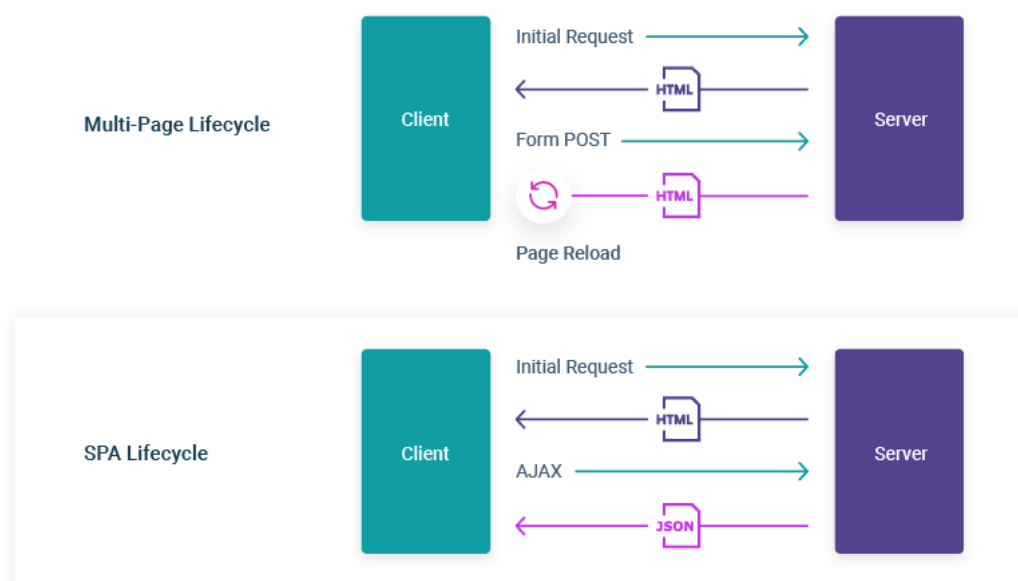 Initial Request
HTML
Multi-Page Lifecycle
Client
Server
Form POST
HTML
Page Reload
Initial Request
HTML
SPA Lifecycle
Client
Server
AJAX
JSON